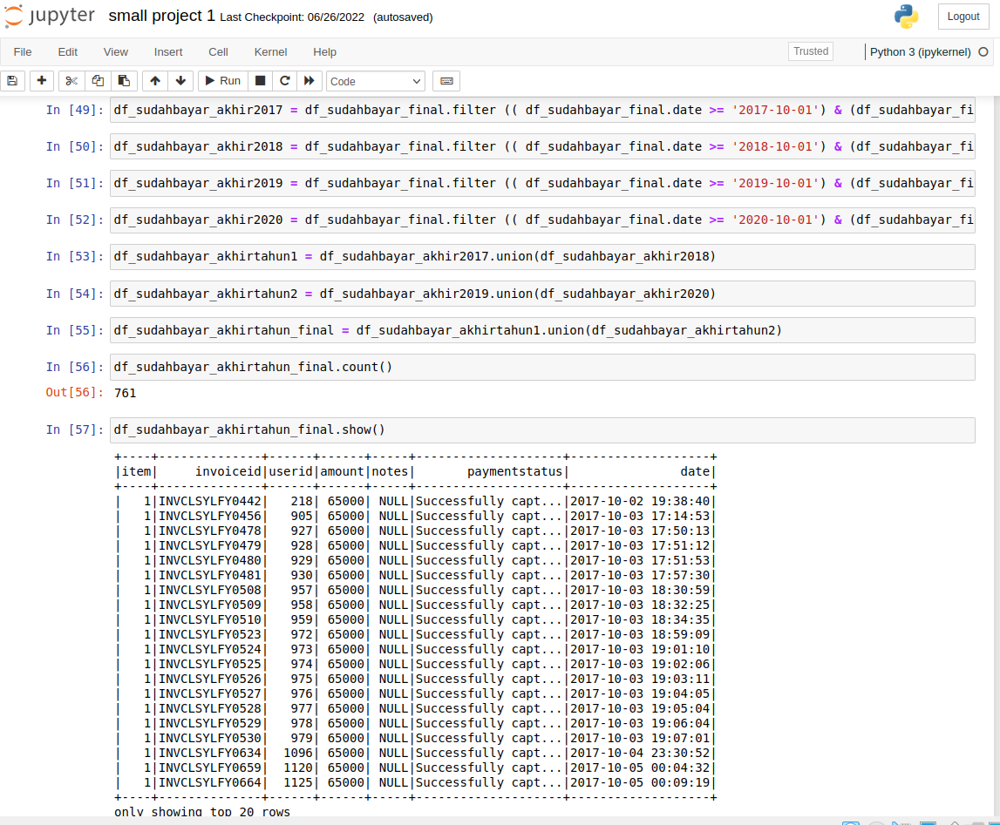 jupyter small project 1 Last Checkpoint: 06/26/2022 (autosaved) Logout
File Edit View Insert Cell Kernel Help Trusted Python 3 (ipykernel)
Run Code
In [49]: df_sudahbayar_akhir2017 = df_sudahbayar_final.filter (( df_sudahbayar_final.date >= '2017-10-01') & (df_sudahbayar_fi
In [50]: df_sudahbayar_akhir2018 = df_sudahbayar_final.filter (( df_sudahbayar_final.date >= '2018-10-01') & (df_sudahbayar_fi
In [51]: df_sudahbayar_akhir2019 = df_sudahbayar_final.filter (( df_sudahbayar_final.date >= '2019-10-01') & (df_sudahbayar_fi
In [52]: df_sudahbayar_akhir2020 = df_sudahbayar_final.filter (( df_sudahbayar_final.date >= '2020-10-01') & (df_sudahbayar_fi
In [53]: df_sudahbayar_akhirtahun1 = df_sudahbayar_akhir2017.union(df_sudahbayar_akhir2018)
In [54]: df_sudahbayar_akhirtahun2 = df_sudahbayar_akhir2019.union(df_sudahbayar_akhir2020)
In [55]: df_sudahbayar_akhirtahun_final = df_sudahbayar_akhirtahun1.union(df_sudahbayar_akhirtahun2)
In [56]: df_sudahbayar_akhirtahun_final.count()
Out[56]: 761
In [57]: df_sudahbayar_akhirtahun_final.show()
+----+--------------+------+------+-----+--------------------+-------------------+
|item|     invoiceid|userid|amount|notes|       paymentstatus|               date|
+----+--------------+------+------+-----+--------------------+-------------------+
|   1|INVCLSYLFY0442|   218| 65000| NULL|Successfully capt...|2017-10-02 19:38:40|
|   1|INVCLSYLFY0456|   905| 65000| NULL|Successfully capt...|2017-10-03 17:14:53|
|   1|INVCLSYLFY0478|   927| 65000| NULL|Successfully capt...|2017-10-03 17:50:13|
|   1|INVCLSYLFY0479|   928| 65000| NULL|Successfully capt...|2017-10-03 17:51:12|
|   1|INVCLSYLFY0480|   929| 65000| NULL|Successfully capt...|2017-10-03 17:51:53|
|   1|INVCLSYLFY0481|   930| 65000| NULL|Successfully capt...|2017-10-03 17:57:30|
|   1|INVCLSYLFY0508|   957| 65000| NULL|Successfully capt...|2017-10-03 18:30:59|
|   1|INVCLSYLFY0509|   958| 65000| NULL|Successfully capt...|2017-10-03 18:32:25|
|   1|INVCLSYLFY0510|   959| 65000| NULL|Successfully capt...|2017-10-03 18:34:35|
|   1|INVCLSYLFY0523|   972| 65000| NULL|Successfully capt...|2017-10-03 18:59:09|
|   1|INVCLSYLFY0524|   973| 65000| NULL|Successfully capt...|2017-10-03 19:01:10|
|   1|INVCLSYLFY0525|   974| 65000| NULL|Successfully capt...|2017-10-03 19:02:06|
|   1|INVCLSYLFY0526|   975| 65000| NULL|Successfully capt...|2017-10-03 19:03:11|
|   1|INVCLSYLFY0527|   976| 65000| NULL|Successfully capt...|2017-10-03 19:04:05|
|   1|INVCLSYLFY0528|   977| 65000| NULL|Successfully capt...|2017-10-03 19:05:04|
|   1|INVCLSYLFY0529|   978| 65000| NULL|Successfully capt...|2017-10-03 19:06:04|
|   1|INVCLSYLFY0530|   979| 65000| NULL|Successfully capt...|2017-10-03 19:07:01|
|   1|INVCLSYLFY0634|  1096| 65000| NULL|Successfully capt...|2017-10-04 23:30:52|
|   1|INVCLSYLFY0659|  1120| 65000| NULL|Successfully capt...|2017-10-05 00:04:32|
|   1|INVCLSYLFY0664|  1125| 65000| NULL|Successfully capt...|2017-10-05 00:09:19|
+----+--------------+------+------+-----+--------------------+-------------------+
only showing top 20 rows